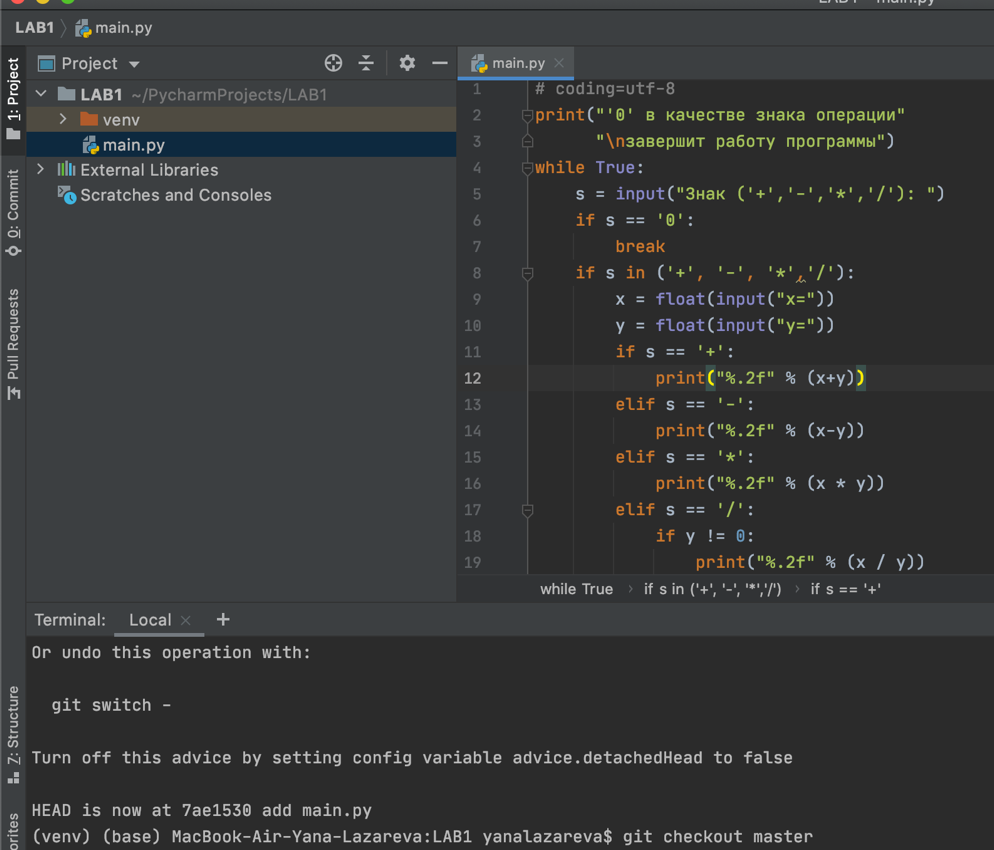 LAB1 main.py
Project
LAB1 ~/PycharmProjects/LAB1
venv
main.py
External Libraries
Scratches and Consoles
1: Project
0: Commit
Pull Requests
7: Structure
main.py
1 # coding=utf-8
2 print("'0' в качестве знака операции"
3 "\nзавершит работу программы")
4 while True:
5 s = input("Знак ('+','-','*','/'): ")
6 if s == '0':
7 break
8 if s in ('+', '-', '*','/'):
9 x = float(input("x="))
10 y = float(input("y="))
11 if s == '+':
12 print("%.2f" % (x+y))
13 elif s == '-':
14 print("%.2f" % (x-y))
15 elif s == '*':
16 print("%.2f" % (x * y))
17 elif s == '/':
18 if y != 0:
19 print("%.2f" % (x / y))
while True › if s in ('+', '-', '*','/') › if s == '+'
Terminal: Local +
Or undo this operation with:
git switch -
Turn off this advice by setting config variable advice.detachedHead to false
HEAD is now at 7ae1530 add main.py
(venv) (base) MacBook-Air-Yana-Lazareva:LAB1 yanalazareva$ git checkout master